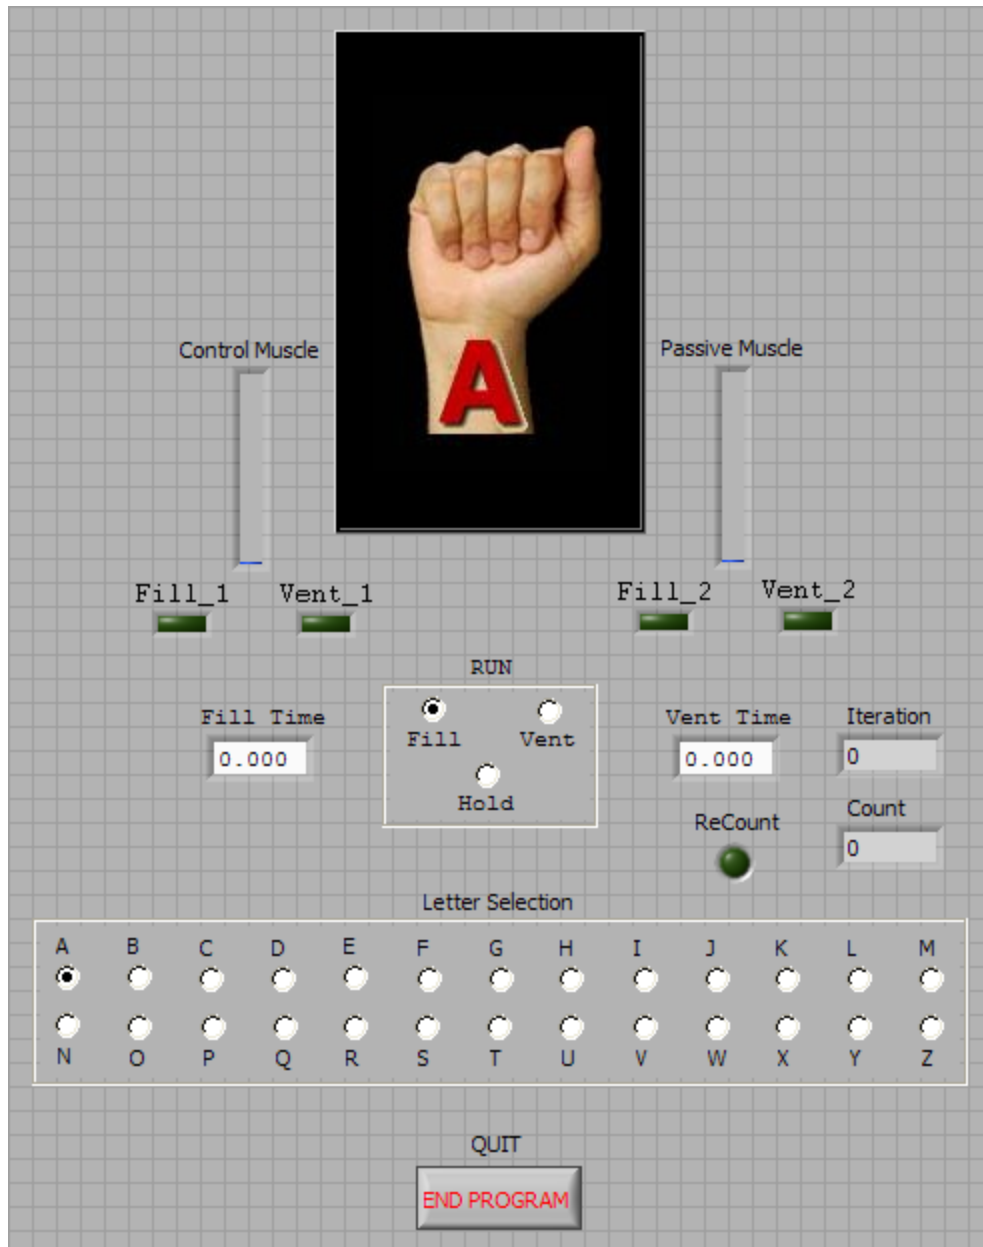 A
Control Muscle
Passive Muscle
Fill_1
Vent_1
Fill_2
Vent_2
RUN
Fill
Vent
Hold
Fill Time
0.000
Vent Time
0.000
Iteration
0
ReCount
Count
0
Letter Selection
A B C D E F G H I J K L M
N O P Q R S T U V W X Y Z
QUIT
END PROGRAM